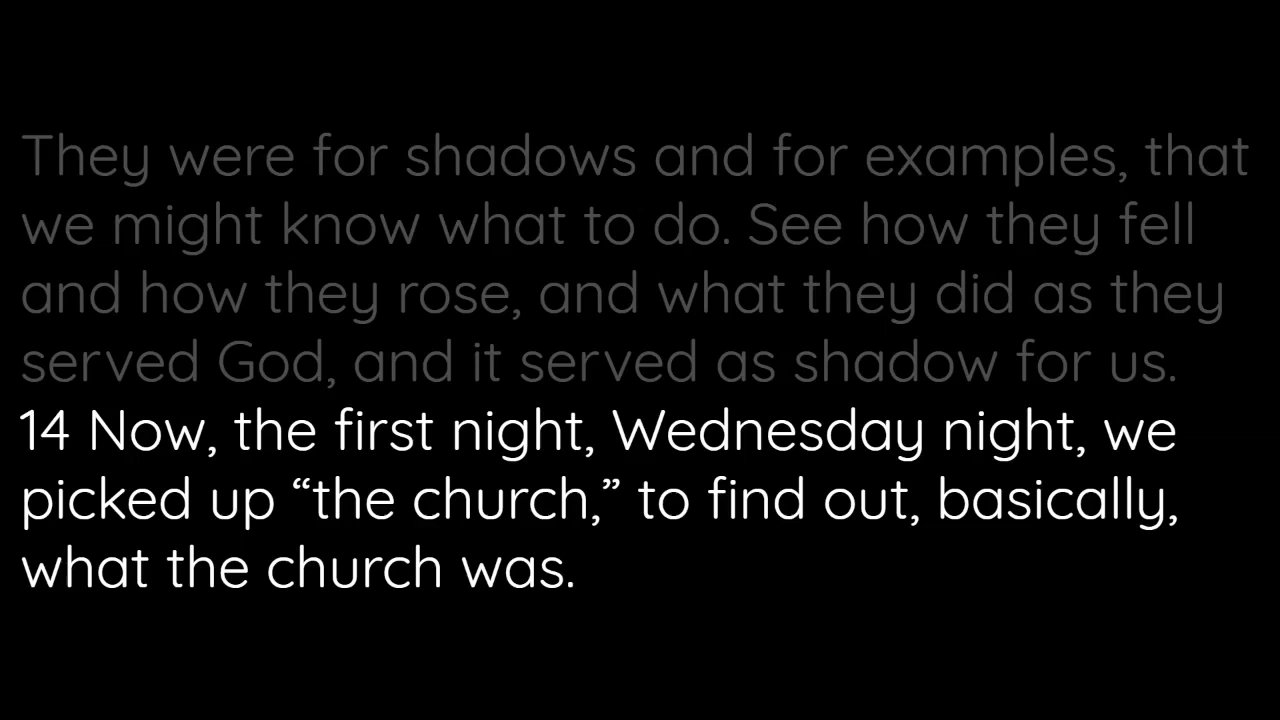 They were for shadows and for examples, that
we might know what to do. See how they fell
and how they rose, and what they did as they
served God, and it served as shadow for us.
14 Now, the first night, Wednesday night, we
picked up “the church,” to find out, basically,
what the church was.